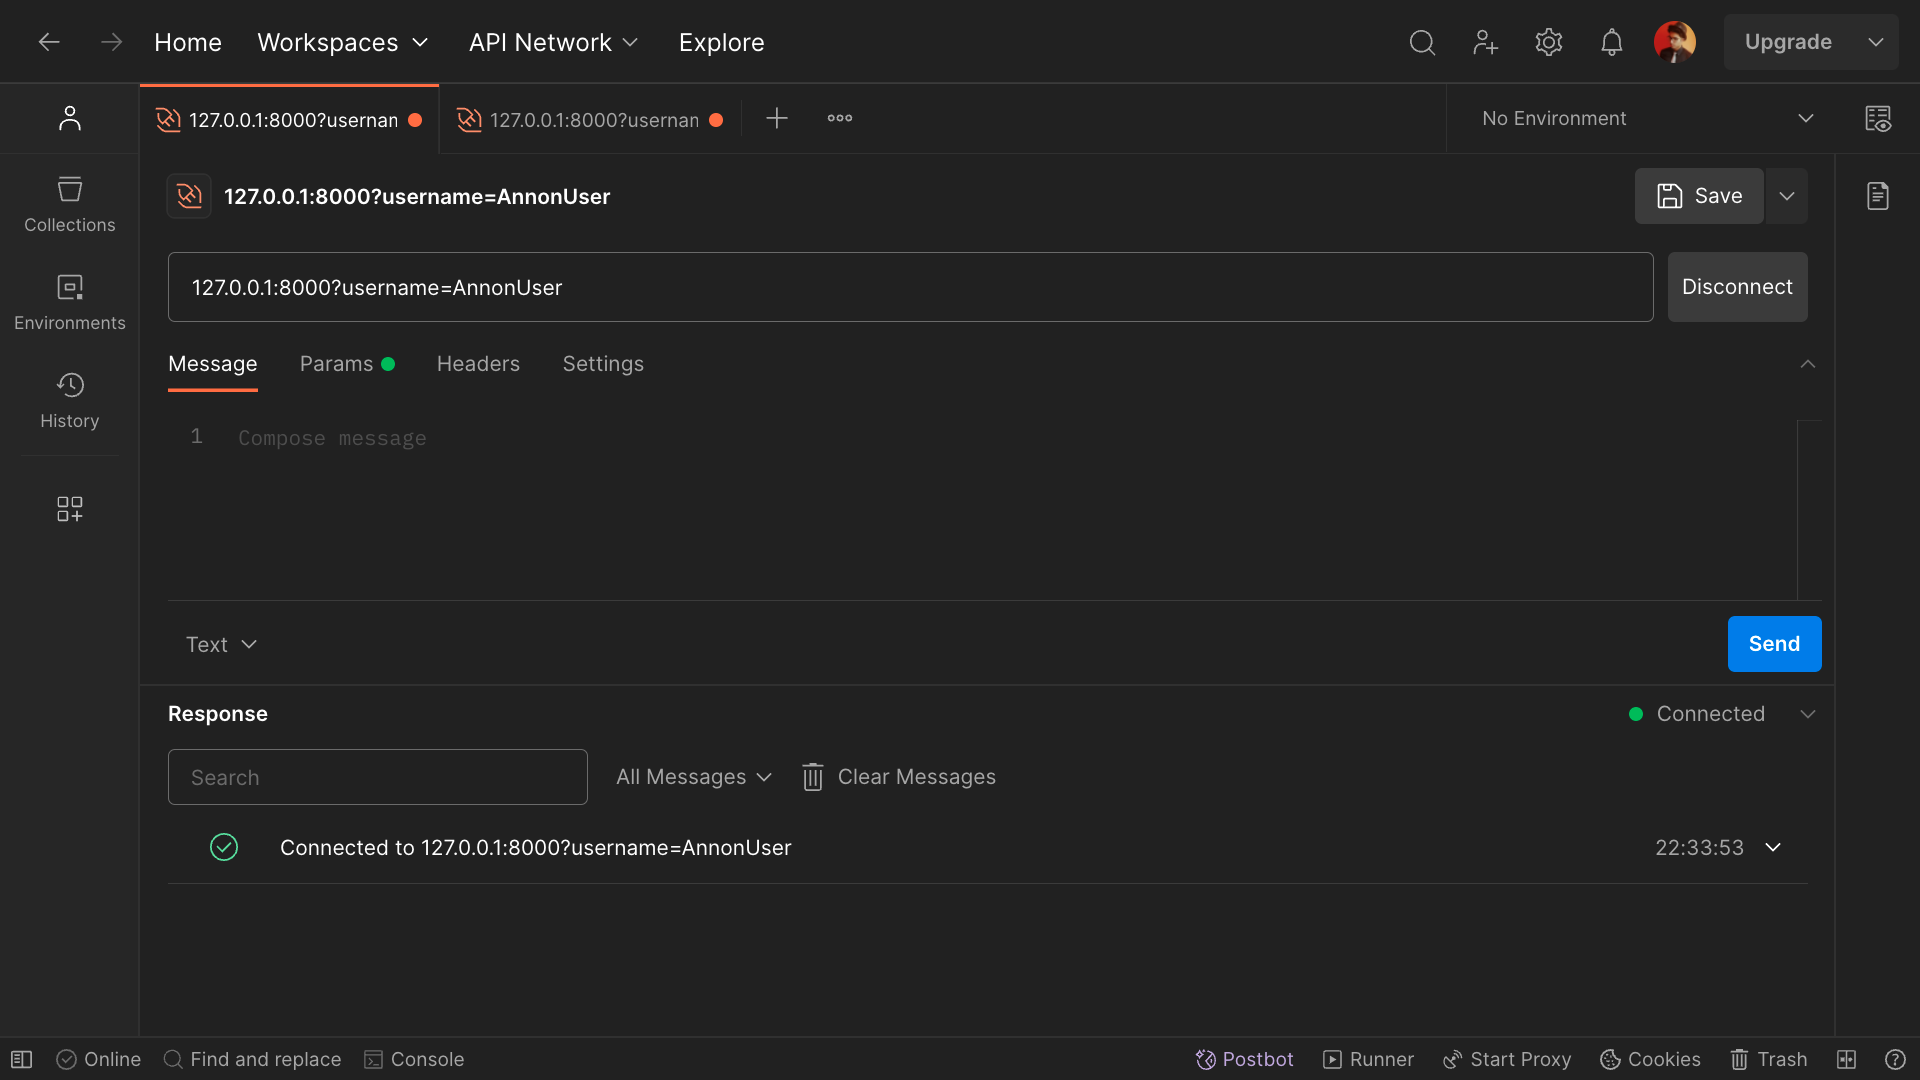 Home Workspaces API Network Explore Upgrade
127.0.0.1:8000?usernan 127.0.0.1:8000?usernan No Environment
127.0.0.1:8000?username=AnnonUser Save
Collections
127.0.0.1:8000?username=AnnonUser Disconnect
Environments
Message Params Headers Settings
History
1 Compose message
Text Send
Response Connected
Search All Messages Clear Messages
Connected to 127.0.0.1:8000?username=AnnonUser 22:33:53
Online Find and replace Console Postbot Runner Start Proxy Cookies Trash